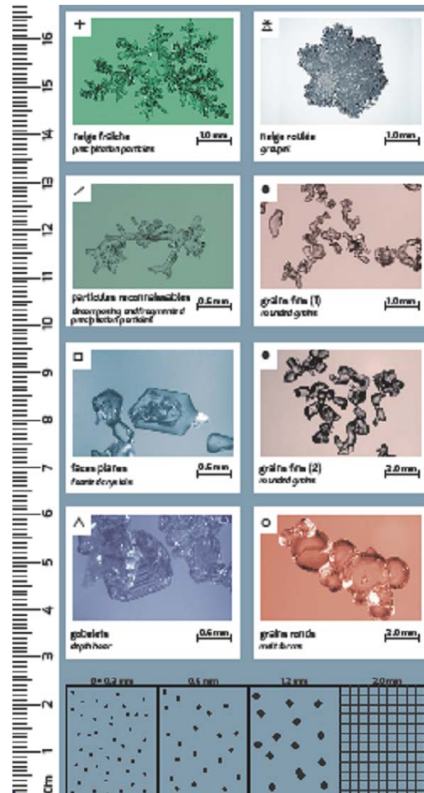 16
15
14
13
12
11
10
9
8
7
6
5
4
3
2
1
Cm
neige fraîche
precipitation particles
1.0 mm
neige roulée
graupel
1.0 mm
particules reconnaissables
decomposing and fragmented
precipitation particles
0.5 mm
grains fins (1)
rounded grains
1.0 mm
faces planes
faceted crystals
0.5 mm
grains fins (2)
rounded grains
2.0 mm
gobelets
depth hoar
0.5 mm
grains ronds
melt forms
2.0 mm
1.2 mm
2.0 mm